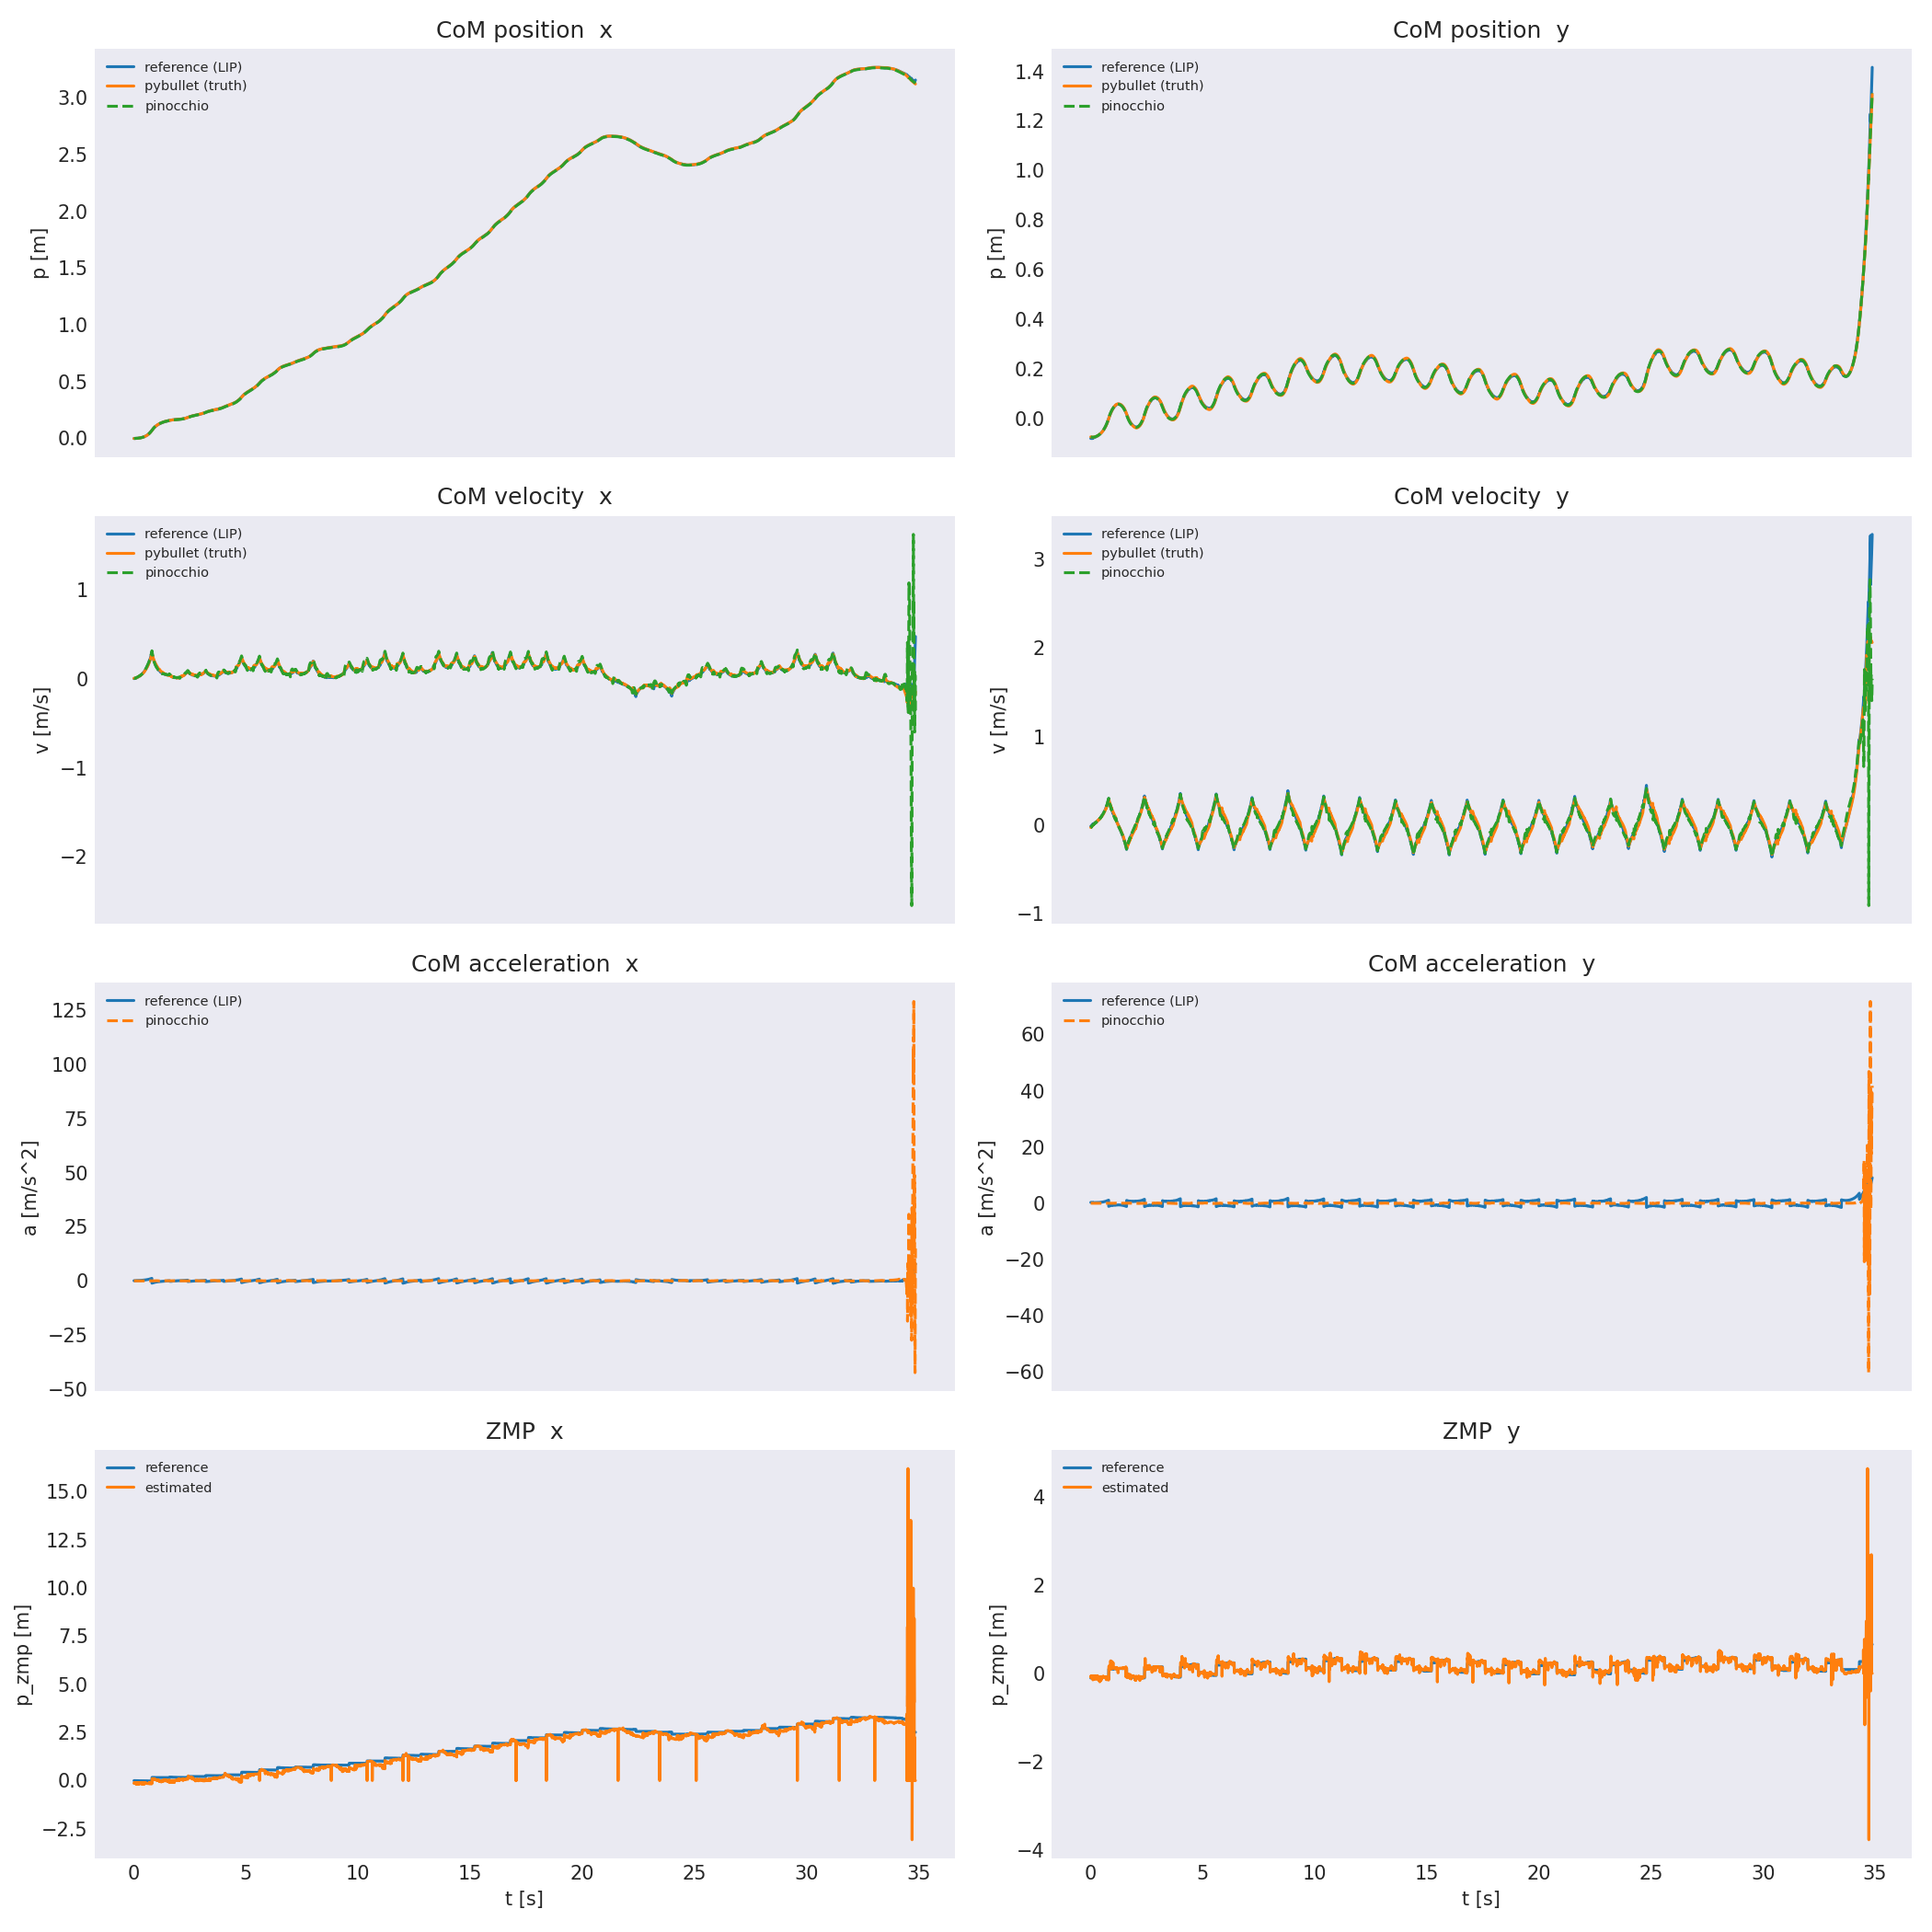 CoM position  x
reference (LIP)
pybullet (truth)
pinocchio
3.0
2.5
2.0
1.5
1.0
0.5
0.0
p [m]
CoM position  y
reference (LIP)
pybullet (truth)
pinocchio
1.4
1.2
1.0
0.8
0.6
0.4
0.2
0.0
p [m]
CoM velocity  x
reference (LIP)
pybullet (truth)
pinocchio
1
0
−1
−2
v [m/s]
CoM velocity  y
reference (LIP)
pybullet (truth)
pinocchio
3
2
1
0
−1
v [m/s]
CoM acceleration  x
reference (LIP)
pinocchio
125
100
75
50
25
0
−25
−50
a [m/s^2]
CoM acceleration  y
reference (LIP)
pinocchio
60
40
20
0
−20
−40
−60
a [m/s^2]
ZMP  x
reference
estimated
15.0
12.5
10.0
7.5
5.0
2.5
0.0
−2.5
p_zmp [m]
0 5 10 15 20 25 30 35
t [s]
ZMP  y
reference
estimated
4
2
0
−2
−4
p_zmp [m]
0 5 10 15 20 25 30 35
t [s]